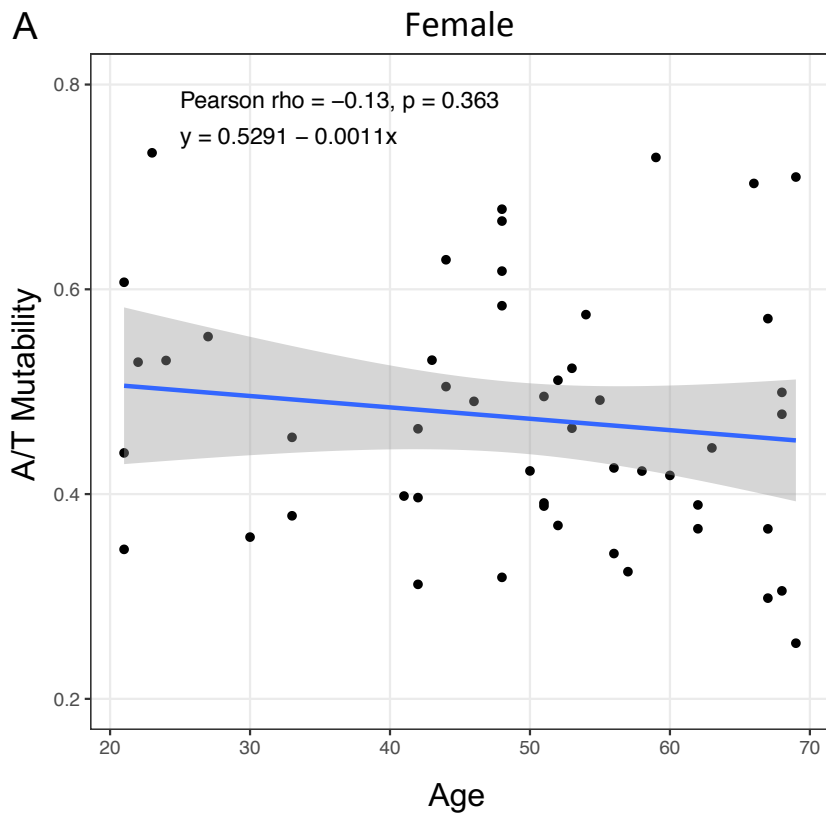 A
Female
Pearson rho = −0.13, p = 0.363
y = 0.5291 − 0.0011x
A/T Mutability
0.8
0.6
0.4
0.2
20 30 40 50 60 70
Age